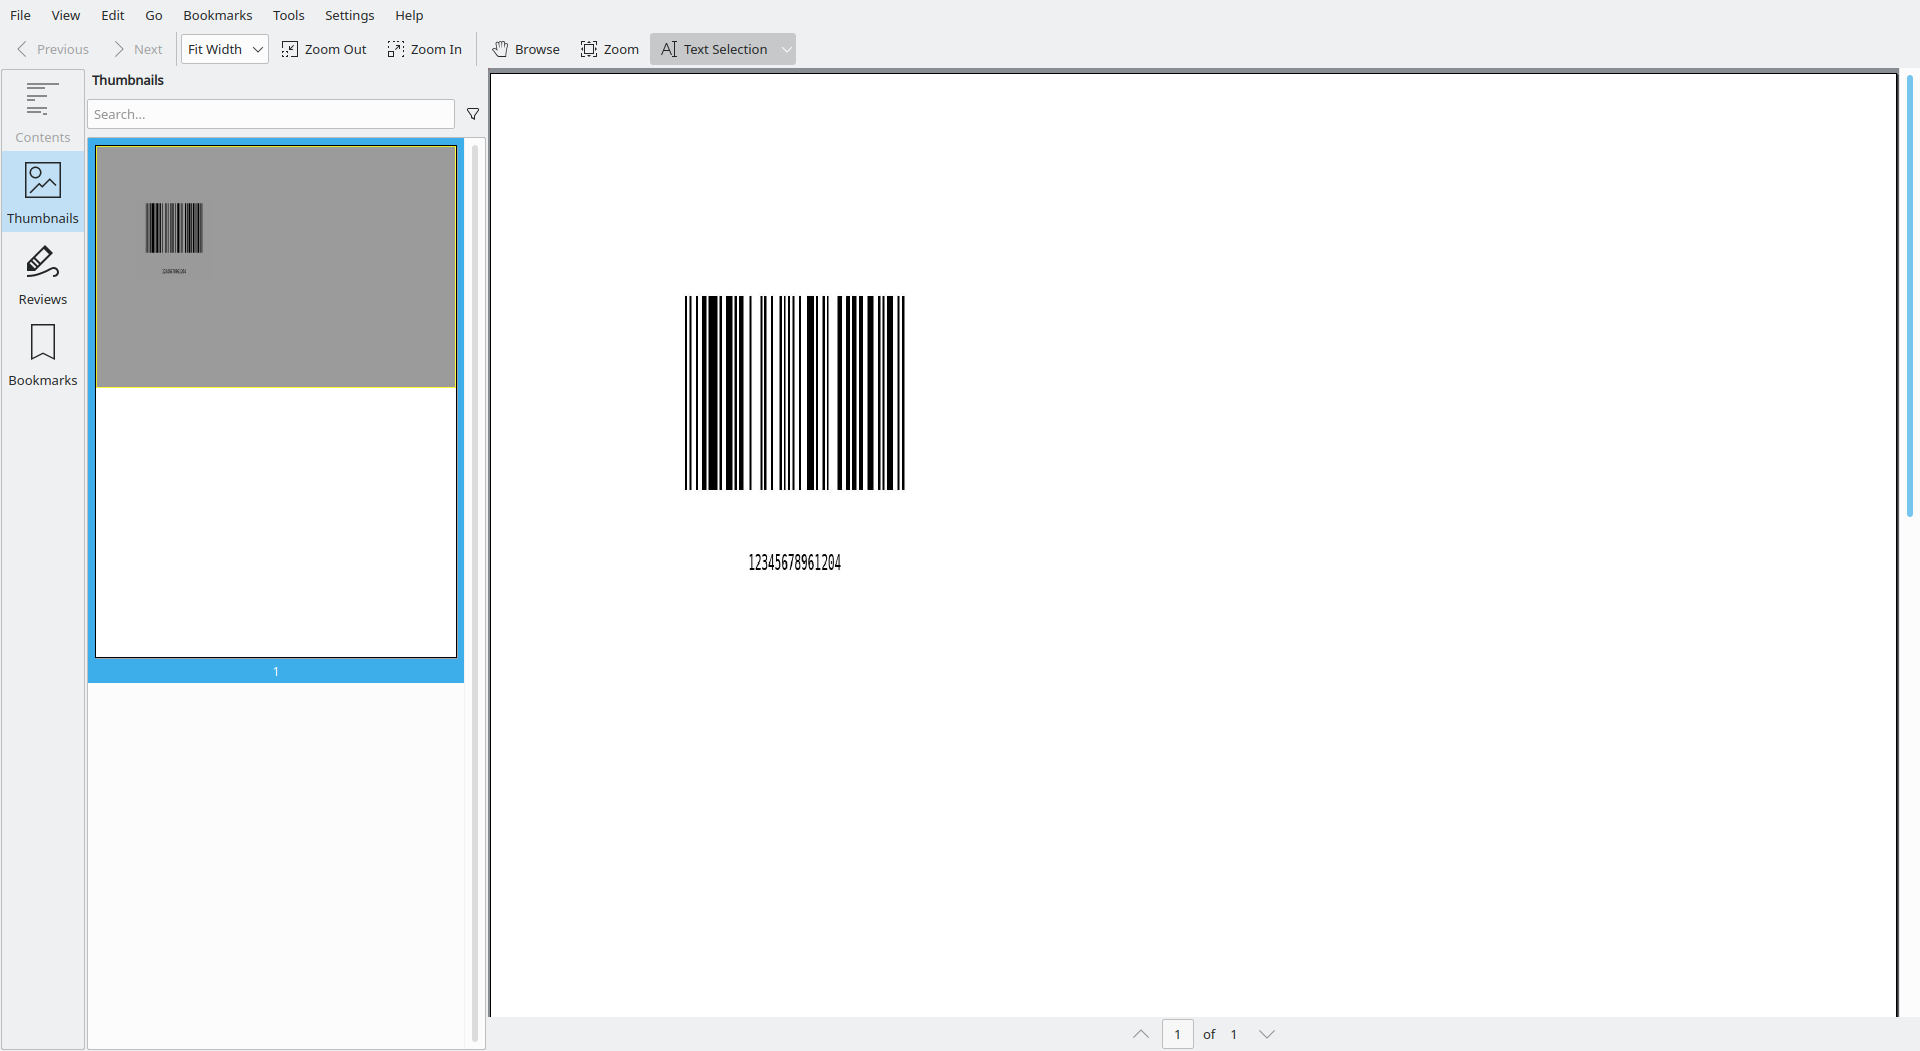 File View Edit Go Bookmarks Tools Settings Help
Previous Next Fit Width Zoom Out Zoom In Browse Zoom Text Selection
Contents
Thumbnails
Reviews
Bookmarks
Thumbnails
Search...
12345678961204
1
12345678961204
1 of 1